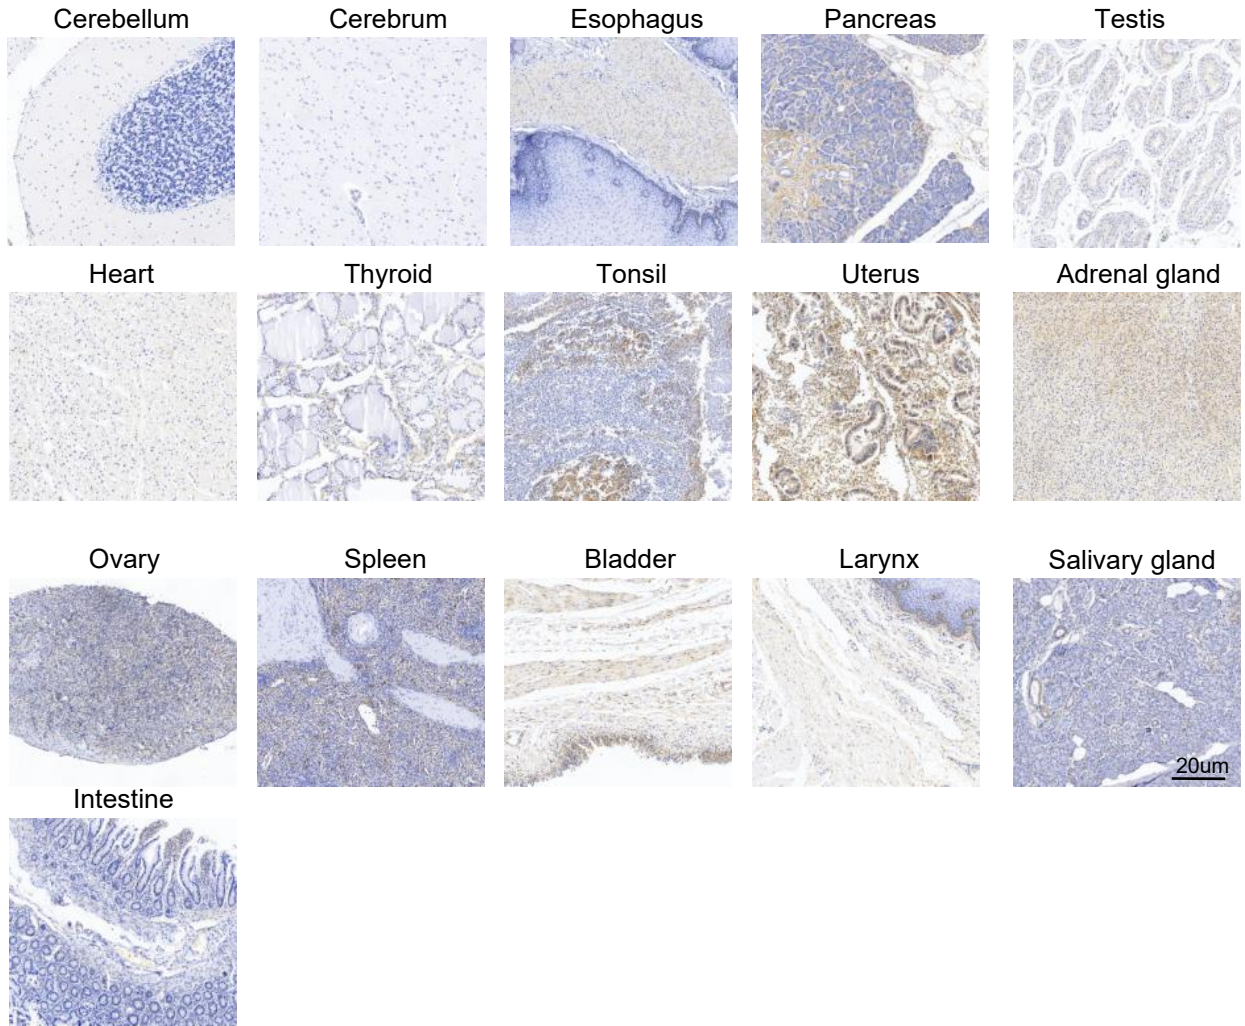 Cerebellum Cerebrum Esophagus Pancreas Testis
Heart Thyroid Tonsil Uterus Adrenal gland
Ovary Spleen Bladder Larynx Salivary gland
20um
Intestine